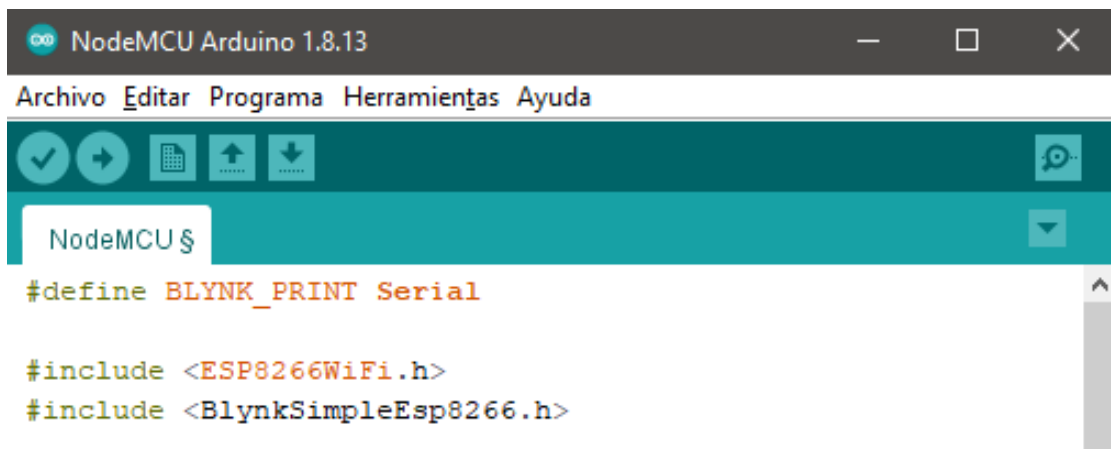 NodeMCU Arduino 1.8.13
Archivo Editar Programa Herramientas Ayuda
NodeMCU §
#define BLYNK_PRINT Serial
#include <ESP8266WiFi.h>
#include <BlynkSimpleEsp8266.h>